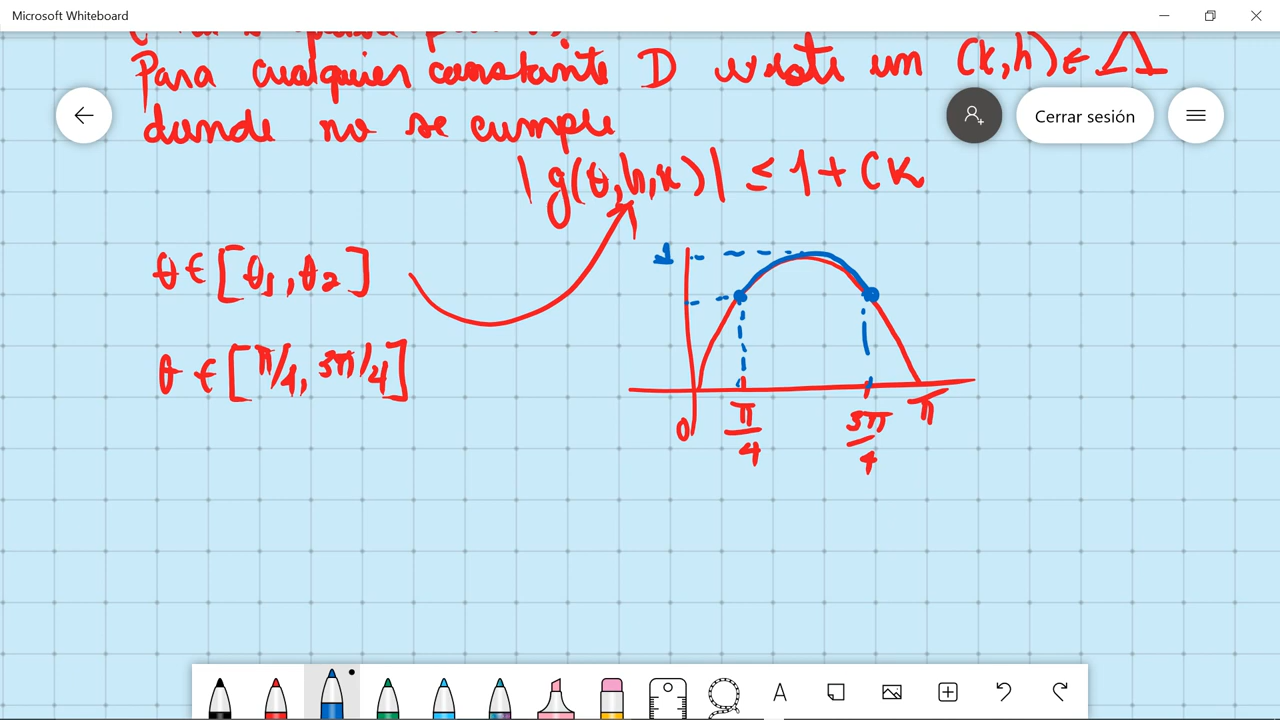 Microsoft Whiteboard
Para cualquier constante D existe un (k,h) ∈ Λ
donde no se cumple
Cerrar sesión
|g(θ,h,k)| ≤ 1 + CK
θ ∈ [θ₁, θ₂]
1
θ ∈ [π/4, 3π/4]
0 π/4 3π/4 π
A